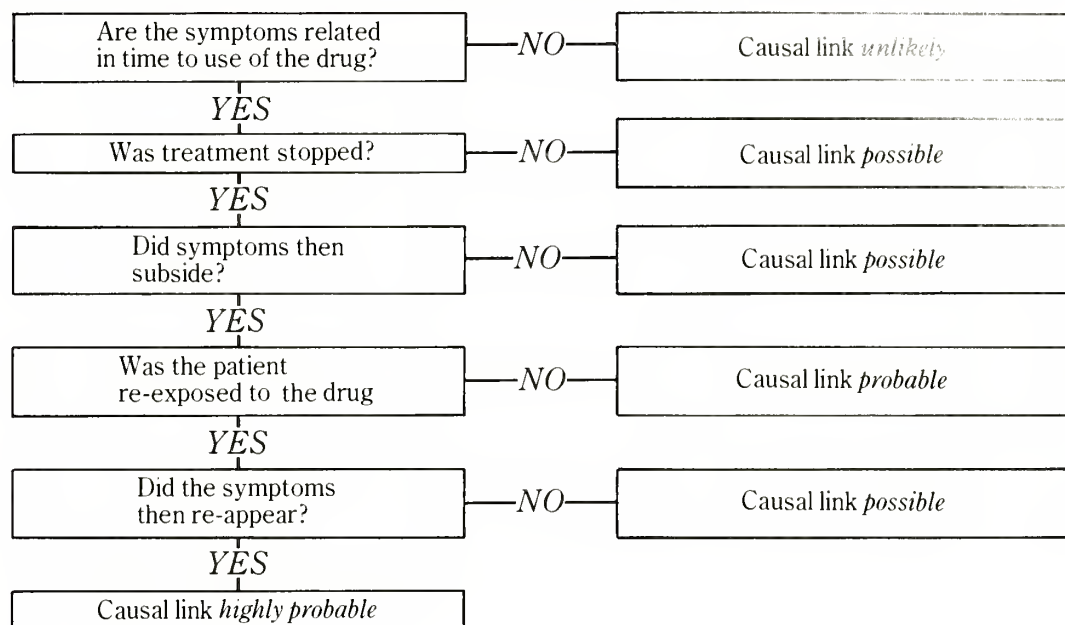 Are the symptoms related
in time to use of the drug?
NO
Causal link unlikely
YES
Was treatment stopped?
NO
Causal link possible
YES
Did symptoms then
subside?
NO
Causal link possible
YES
Was the patient
re-exposed to the drug
NO
Causal link probable
YES
Did the symptoms
then re-appear?
NO
Causal link possible
YES
Causal link highly probable